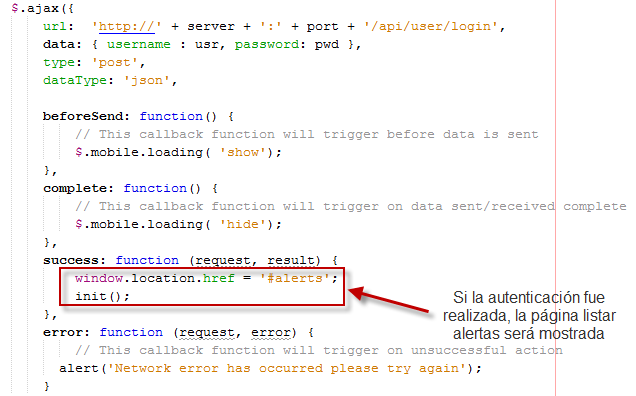 $.ajax({
url: 'http://' + server + ':' + port + '/api/user/login',
data: { username : usr, password: pwd },
type: 'post',
dataType: 'json',
beforeSend: function() {
// This callback function will trigger before data is sent
$.mobile.loading( 'show');
},
complete: function() {
// This callback function will trigger on data sent/received complete
$.mobile.loading( 'hide');
},
success: function (request, result) {
window.location.href = '#alerts';
init();
},
Si la autenticación fue
realizada, la página listar
alertas será mostrada
error: function (request, error) {
// This callback function will trigger on unsuccessful action
alert('Network error has occurred please try again');
}